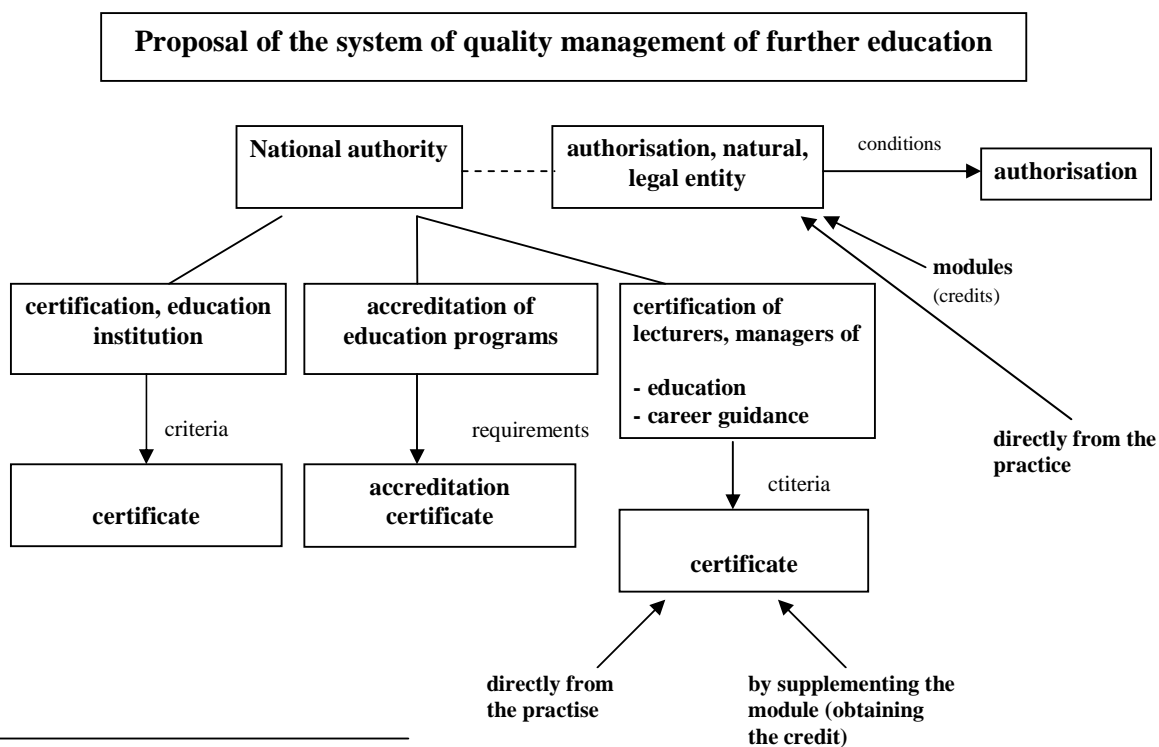 Proposal of the system of quality management of further education
National authority
authorisation, natural,
legal entity
conditions
authorisation
modules
(credits)
certification, education
institution
accreditation of
education programs
certification of
lecturers, managers of
- education
- career guidance
directly from the
practice
criteria
requirements
ctiteria
certificate
accreditation
certificate
certificate
directly from
the practise
by supplementing the
module (obtaining
the credit)